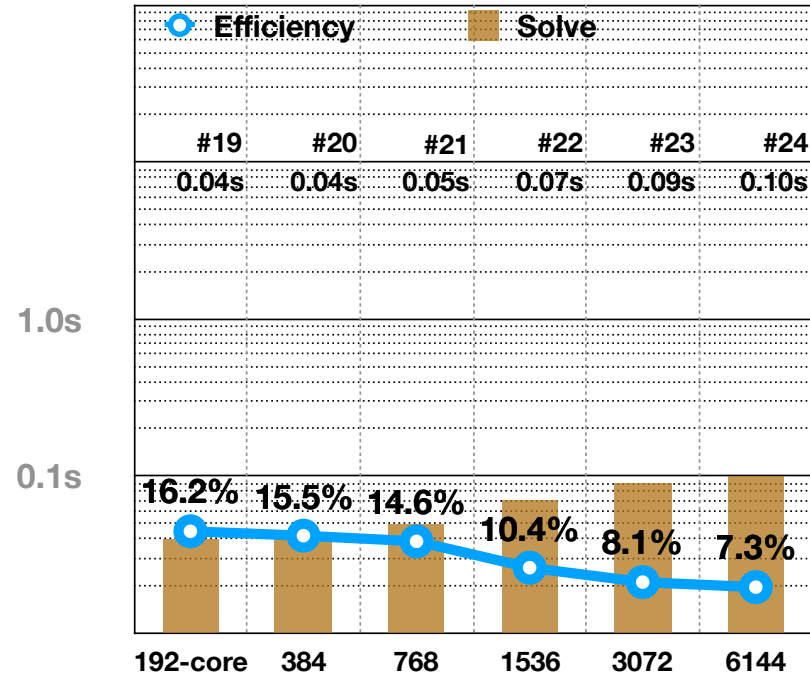 Efficiency Solve
#19 #20 #21 #22 #23 #24
0.04s 0.04s 0.05s 0.07s 0.09s 0.10s
1.0s
0.1s
16.2% 15.5% 14.6% 10.4% 8.1% 7.3%
192-core 384 768 1536 3072 6144